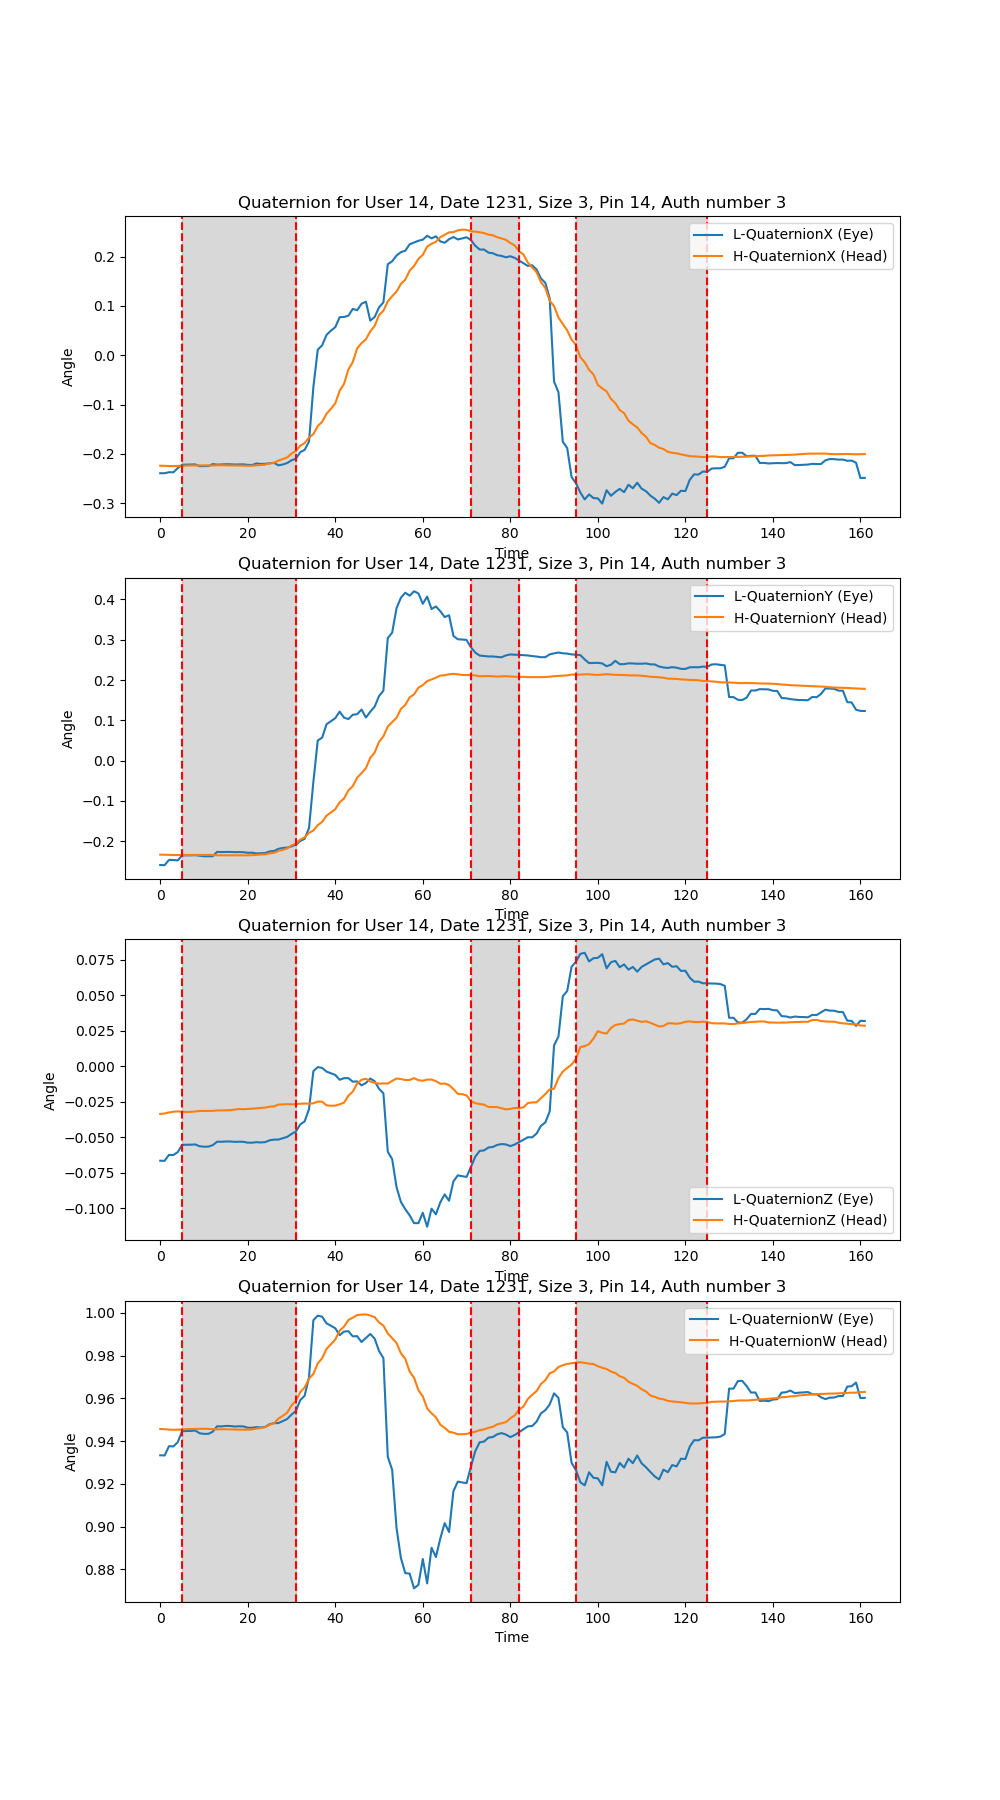 Quaternion for User 14, Date 1231, Size 3, Pin 14, Auth number 3
L-QuaternionX (Eye)
H-QuaternionX (Head)
0.2
0.1
0.0
−0.1
−0.2
−0.3
Angle
0 20 40 60 80 100 120 140 160
Time
Quaternion for User 14, Date 1231, Size 3, Pin 14, Auth number 3
L-QuaternionY (Eye)
H-QuaternionY (Head)
0.4
0.3
0.2
0.1
0.0
−0.1
−0.2
Angle
0 20 40 60 80 100 120 140 160
Time
Quaternion for User 14, Date 1231, Size 3, Pin 14, Auth number 3
0.075
0.050
0.025
0.000
−0.025
−0.050
−0.075
−0.100
Angle
L-QuaternionZ (Eye)
H-QuaternionZ (Head)
0 20 40 60 80 100 120 140 160
Time
Quaternion for User 14, Date 1231, Size 3, Pin 14, Auth number 3
L-QuaternionW (Eye)
H-QuaternionW (Head)
1.00
0.98
0.96
0.94
0.92
0.90
0.88
Angle
0 20 40 60 80 100 120 140 160
Time